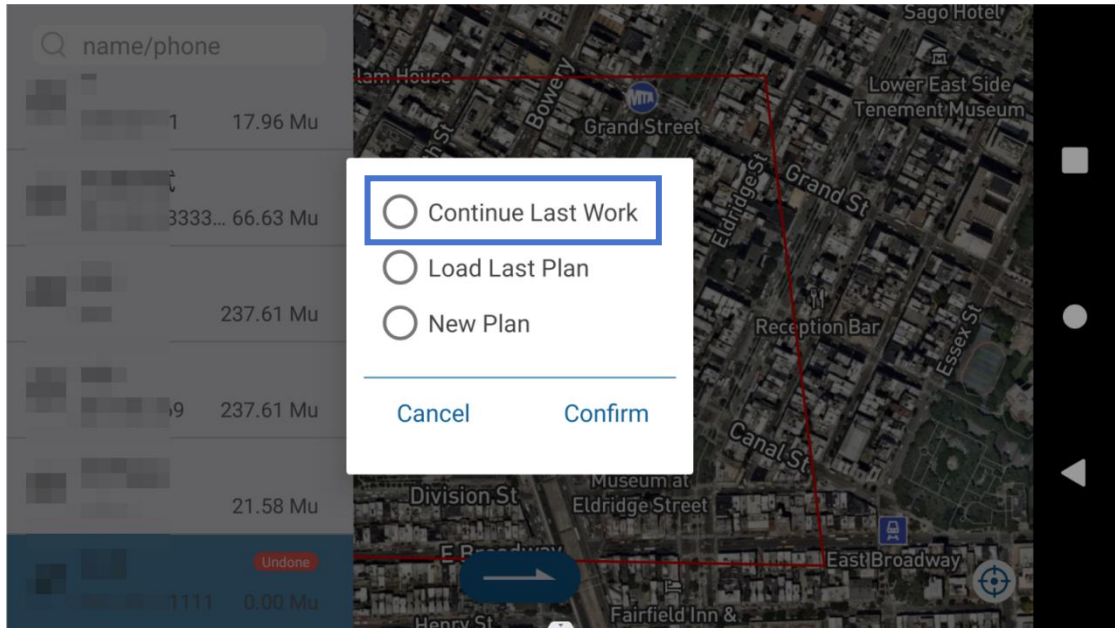 name/phone
1 17.96 Mu
3333... 66.63 Mu
237.61 Mu
9 237.61 Mu
21.58 Mu
Undone
1111 0.00 Mu
Continue Last Work
Load Last Plan
New Plan
Cancel Confirm
Sago Hotel
lam House
Bowery
MTA
Grand Street
Lower East Side
Tenement Museum
Grand St
Eldridge St
Reception Bar
Essex St
Canal St
Museum at
Eldridge Street
Division St
E Broadway
East Broadway
Henry St
Fairfield Inn &